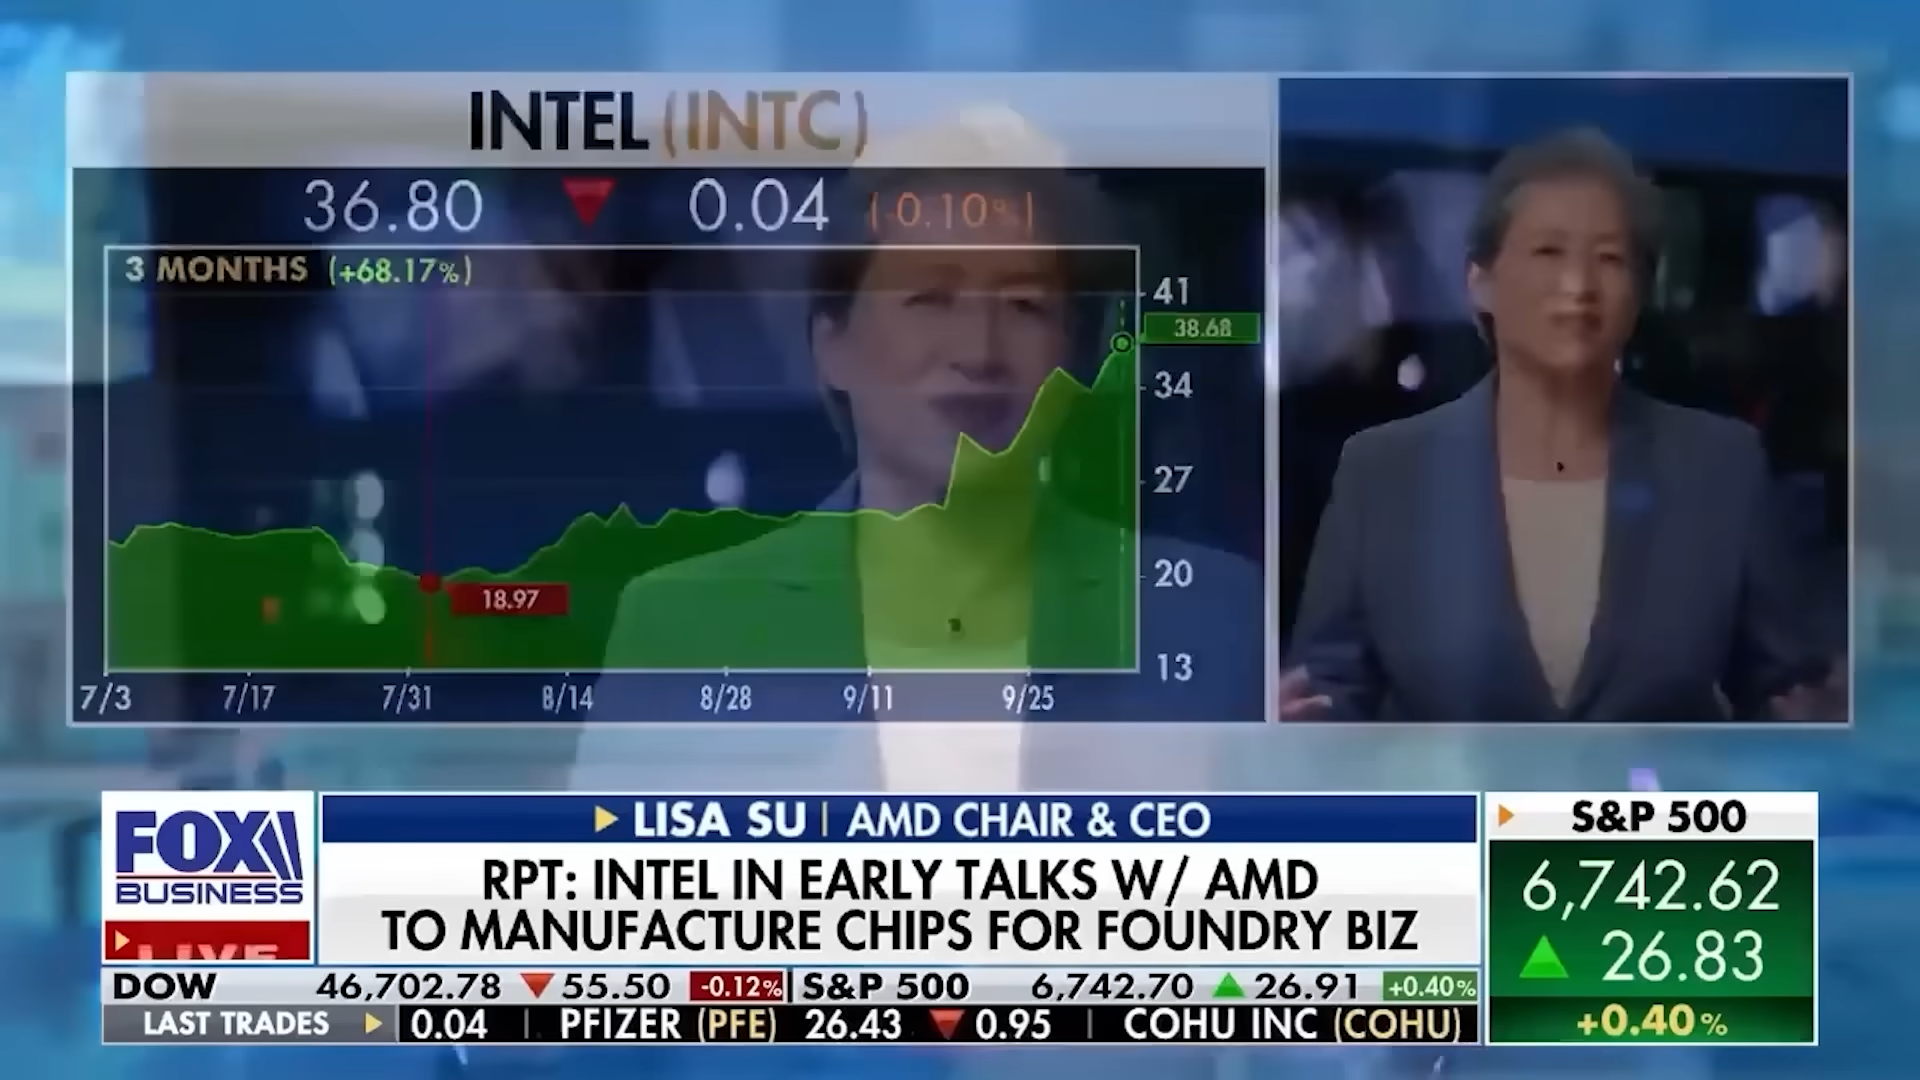 INTEL (INTC)
36.80 ▼ 0.04 (-0.10%)
3 MONTHS (+68.17%)
41
38.68
34
27
20
18.97
13
7/3 7/17 7/31 8/14 8/28 9/11 9/25
FOX BUSINESS
LIVE
LISA SU | AMD CHAIR & CEO
RPT: INTEL IN EARLY TALKS W/ AMD
TO MANUFACTURE CHIPS FOR FOUNDRY BIZ
S&P 500
6,742.62
▲ 26.83
+0.40%
DOW 46,702.78 ▼ 55.50 -0.12% S&P 500 6,742.70 ▲ 26.91 +0.40%
LAST TRADES 0.04 | PFIZER (PFE) 26.43 ▼ 0.95 | COHU INC (COHU)